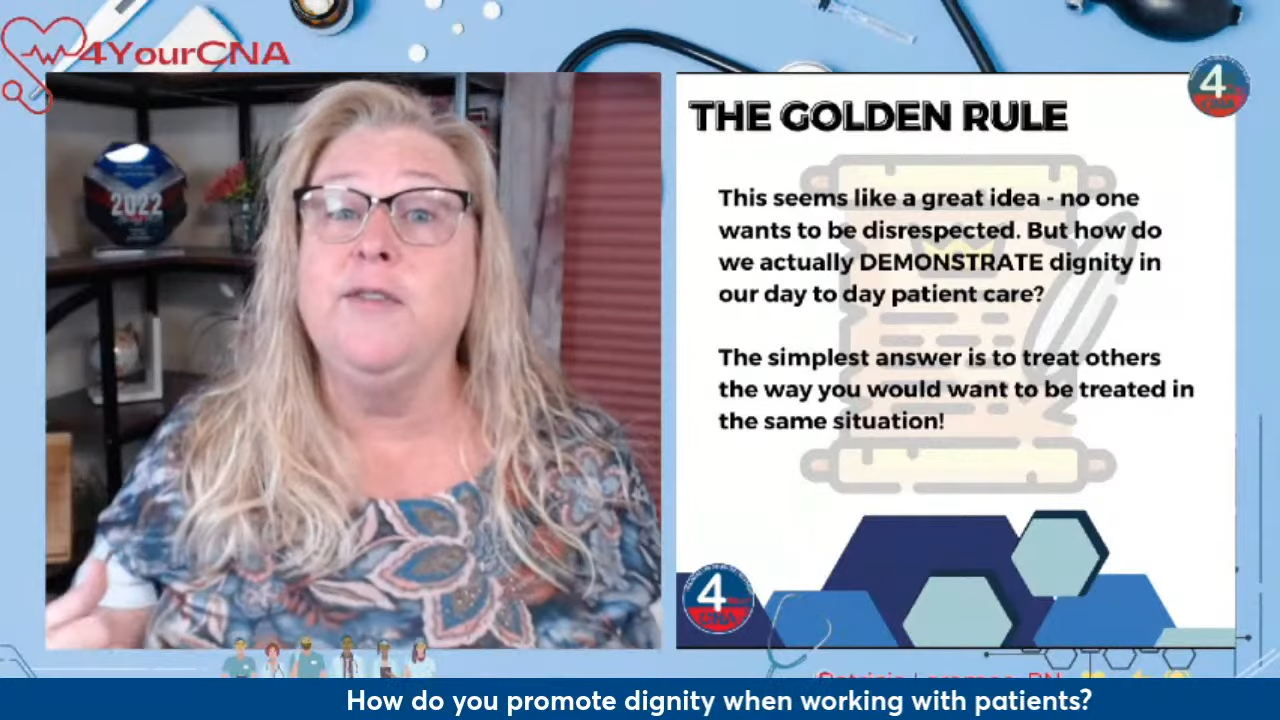 4YourCNA
2022
4
THE GOLDEN RULE
This seems like a great idea - no one
wants to be disrespected. But how do
we actually DEMONSTRATE dignity in
our day to day patient care?
The simplest answer is to treat others
the way you would want to be treated in
the same situation!
4
CNA
How do you promote dignity when working with patients?